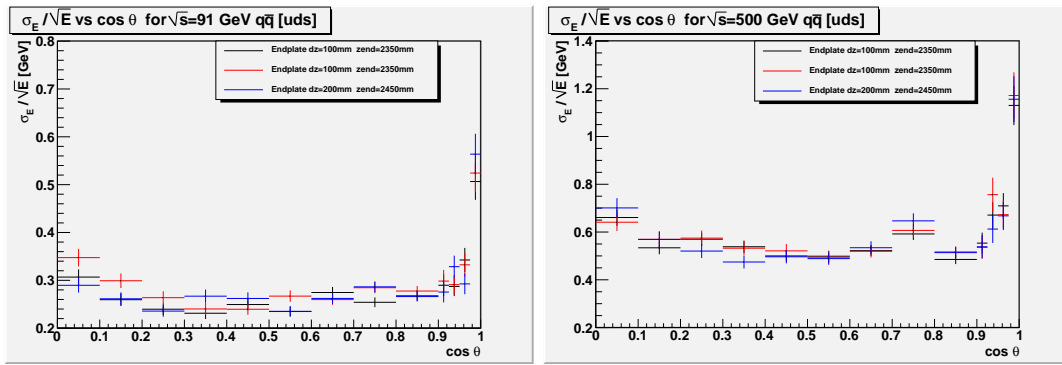 σE /√E vs cos θ for √s=91 GeV qq̅ [uds]
σE /√E [GeV]
0.8
0.7
0.6
0.5
0.4
0.3
0.2
Endplate dz=100mm zend=2350mm
Endplate dz=100mm zend=2350mm
Endplate dz=200mm zend=2450mm
0 0.1 0.2 0.3 0.4 0.5 0.6 0.7 0.8 0.9 1
cos θ
σE /√E vs cos θ for √s=500 GeV qq̅ [uds]
σE /√E [GeV]
1.4
1.2
1
0.8
0.6
0.4
0.2
Endplate dz=100mm zend=2350mm
Endplate dz=100mm zend=2350mm
Endplate dz=200mm zend=2450mm
0 0.1 0.2 0.3 0.4 0.5 0.6 0.7 0.8 0.9 1
cos θ